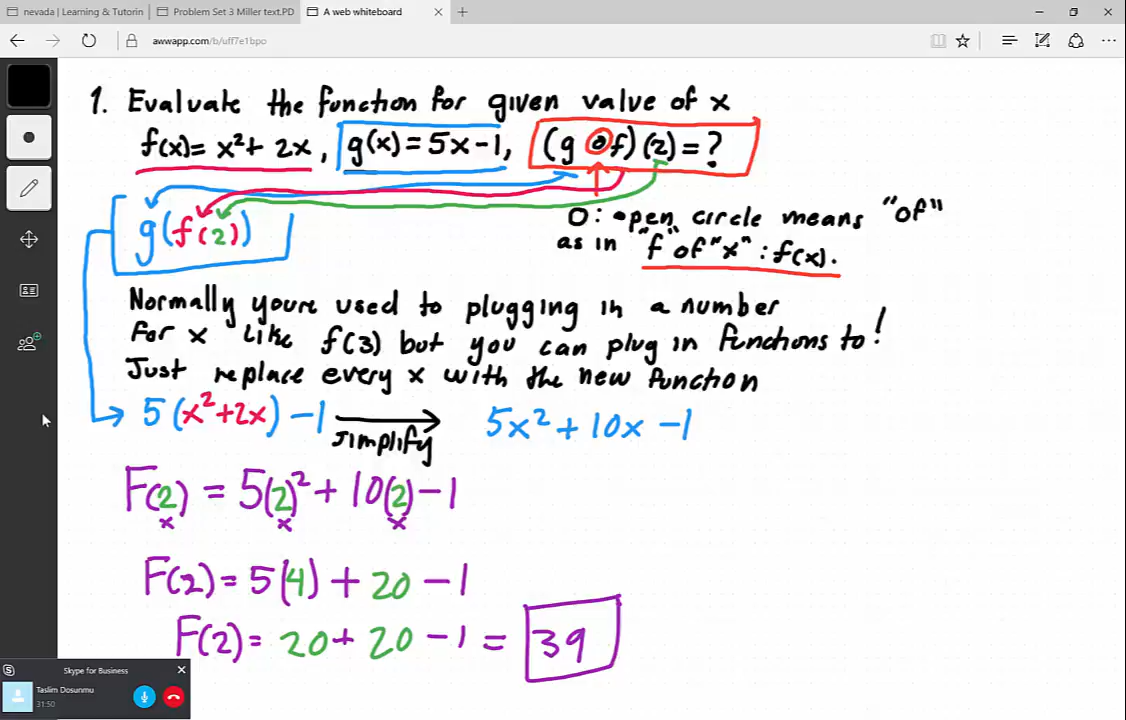 nevada | Learning & Tutorin
Problem Set 3 Miller text.PD
A web whiteboard
awwapp.com/b/uff7e1bpo
1. Evaluate the function for given value of x
f(x)= x²+ 2x, g(x)=5x-1, (g o f)(2)=?
g(f(2))
O: open circle means "of"
as in "f"of"x": f(x).
Normally youre used to plugging in a number
for x like f(3) but you can plug in functions to!
Just replace every x with the new function
5(x²+2x)-1 simplify 5x²+10x-1
F(2) = 5(2)²+10(2)-1
x x x
F(2)= 5(4)+20-1
F(2)= 20+20-1= 39
Skype for Business
Taslim Dosunmu
31:50